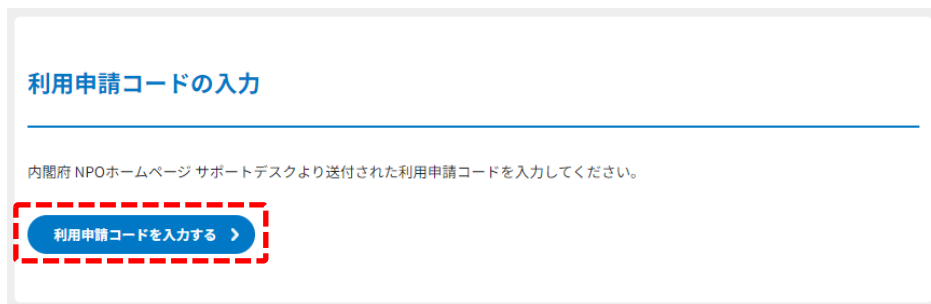 利用申請コードの入力
内閣府 NPOホームページ サポートデスクより送付された利用申請コードを入力してください。
利用申請コードを入力する